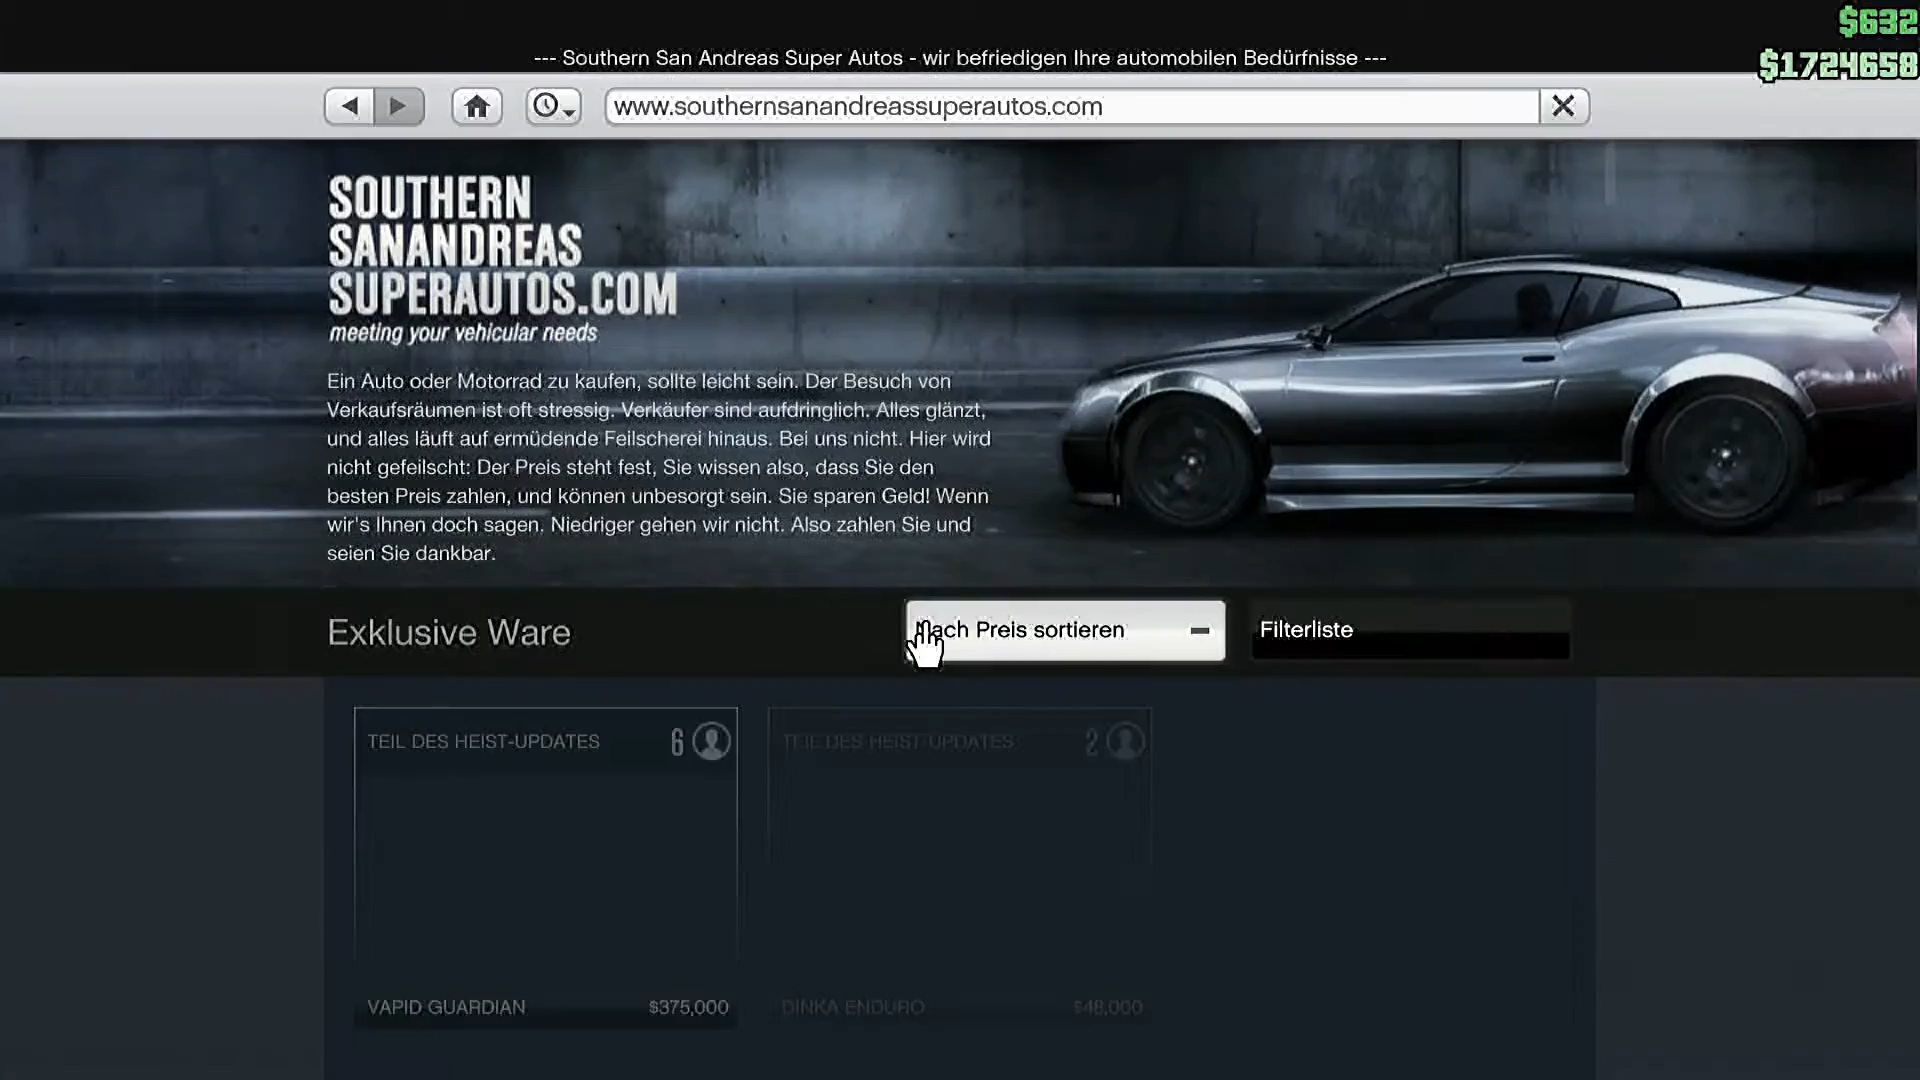 $632
--- Southern San Andreas Super Autos - wir befriedigen Ihre automobilen Bedürfnisse ---
$1724658
www.southernsanandreassuperautos.com
SOUTHERN
SANANDREAS
SUPERAUTOS.COM
meeting your vehicular needs
Ein Auto oder Motorrad zu kaufen, sollte leicht sein. Der Besuch von
Verkaufsräumen ist oft stressig. Verkäufer sind aufdringlich. Alles glänzt,
und alles läuft auf ermüdende Feilscherei hinaus. Bei uns nicht. Hier wird
nicht gefeilscht: Der Preis steht fest, Sie wissen also, dass Sie den
besten Preis zahlen, und können unbesorgt sein. Sie sparen Geld! Wenn
wir's Ihnen doch sagen. Niedriger gehen wir nicht. Also zahlen Sie und
seien Sie dankbar.
Exklusive Ware
Nach Preis sortieren
Filterliste
TEIL DES HEIST-UPDATES 6
TEIL DES HEIST-UPDATES 2
VAPID GUARDIAN $375,000
DINKA ENDURO $48,000